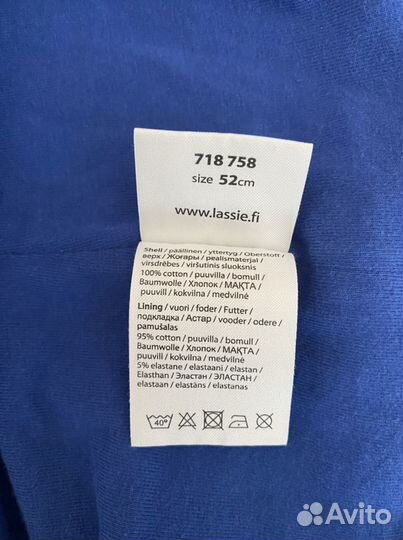 718 758
size 52cm
www.lassie.fi
Shell / päällinen / yttertyg / Oberstoff /
верх / Жоғары / pealismaterjal /
virsdrēbes / viršutinis sluoksnis
100% cotton / puuvilla / bomull /
Baumwolle / Хлопок / МАҚТА /
puuvill / kokvilna / medvilnė
Lining / vuori / foder / Futter /
подкладка / Астар / vooder / odere /
pamušalas
95% cotton / puuvilla / bomull /
Baumwolle / Хлопок / МАҚТА /
puuvill / kokvilna / medvilnė
5% elastane / elastaani / elastan /
Elasthan / Эластан / ЭЛАСТАН /
elastaan / elastāns / elastanas
40°
Avito